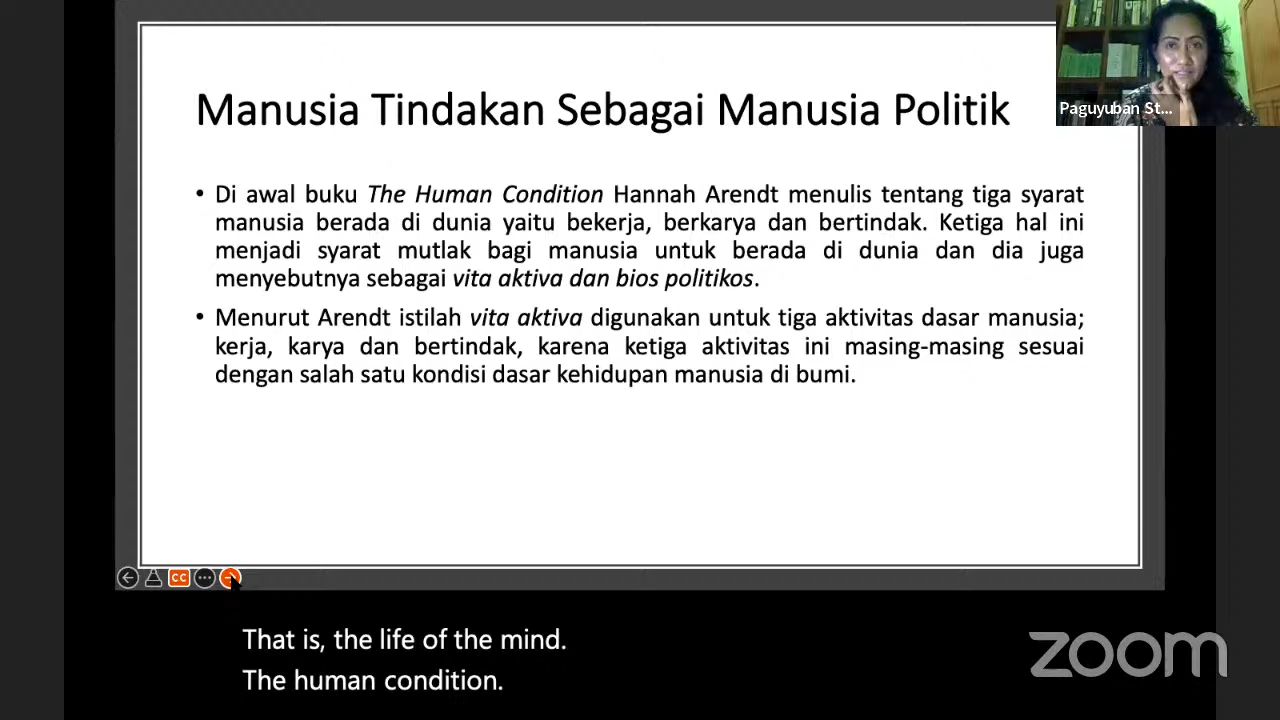 Manusia Tindakan Sebagai Manusia Politik
Paguyuban St...
• Di awal buku The Human Condition Hannah Arendt menulis tentang tiga syarat
manusia berada di dunia yaitu bekerja, berkarya dan bertindak. Ketiga hal ini
menjadi syarat mutlak bagi manusia untuk berada di dunia dan dia juga
menyebutnya sebagai vita aktiva dan bios politikos.
• Menurut Arendt istilah vita aktiva digunakan untuk tiga aktivitas dasar manusia;
kerja, karya dan bertindak, karena ketiga aktivitas ini masing-masing sesuai
dengan salah satu kondisi dasar kehidupan manusia di bumi.
CC
That is, the life of the mind.
The human condition.
zoom